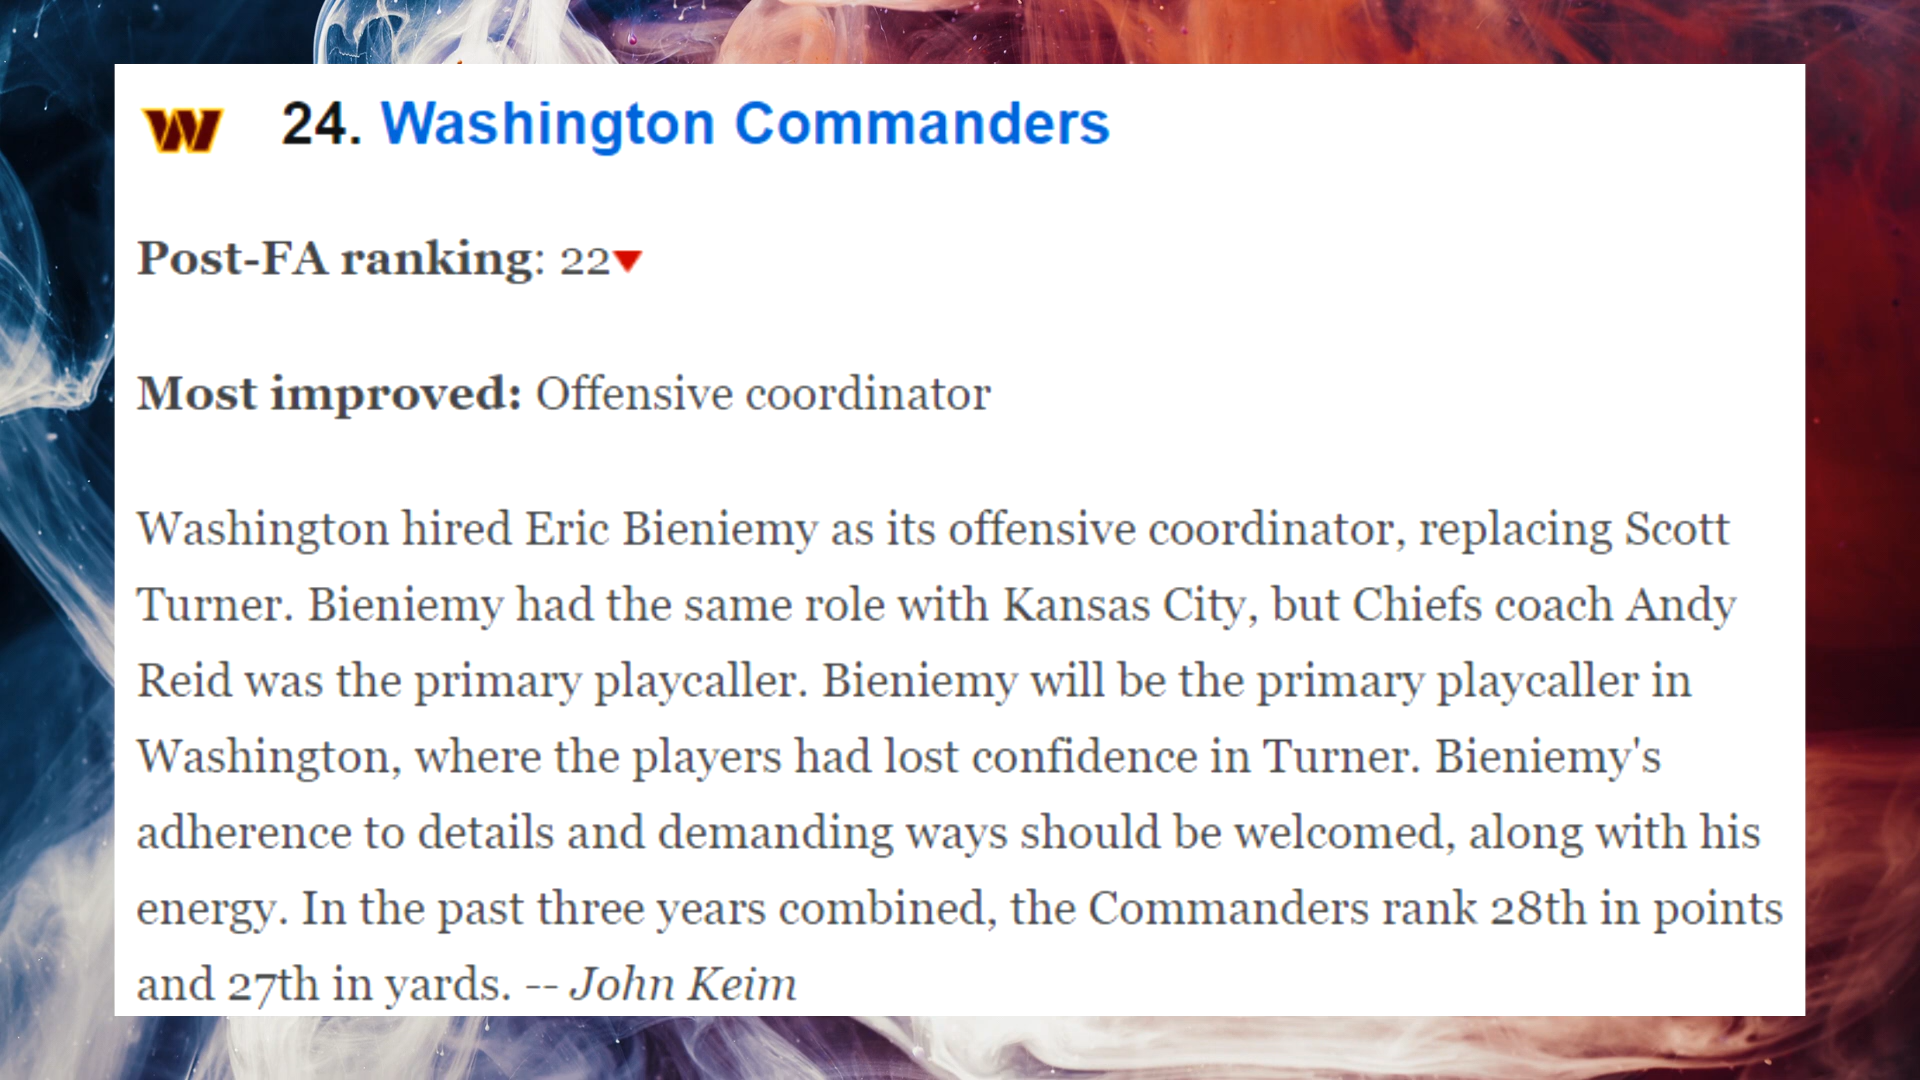 W 24. Washington Commanders
Post-FA ranking: 22▼
Most improved: Offensive coordinator
Washington hired Eric Bieniemy as its offensive coordinator, replacing Scott
Turner. Bieniemy had the same role with Kansas City, but Chiefs coach Andy
Reid was the primary playcaller. Bieniemy will be the primary playcaller in
Washington, where the players had lost confidence in Turner. Bieniemy's
adherence to details and demanding ways should be welcomed, along with his
energy. In the past three years combined, the Commanders rank 28th in points
and 27th in yards. -- John Keim